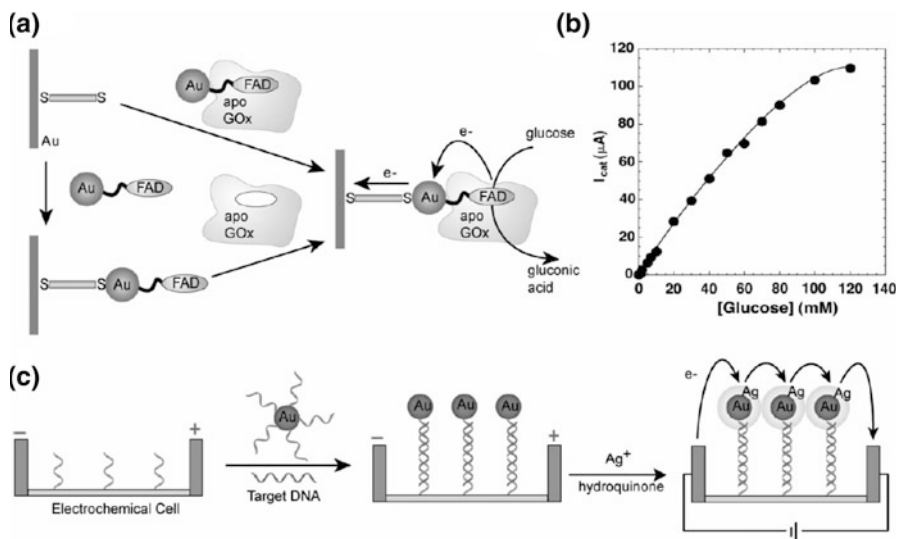 (a)
S S
Au
Au FAD
apo
GOx
Au FAD
apo
GOx
S S Au FAD
e-
e-
glucose
S S Au FAD
apo
GOx
gluconic
acid
(b)
120
100
80
60
40
20
0
I cat (μA)
0 20 40 60 80 100 120 140
[Glucose] (mM)
(c)
− +
Electrochemical Cell
Au
Target DNA
Au Au Au
− +
Ag+
hydroquinone
e-
Ag Ag Ag
Au Au Au